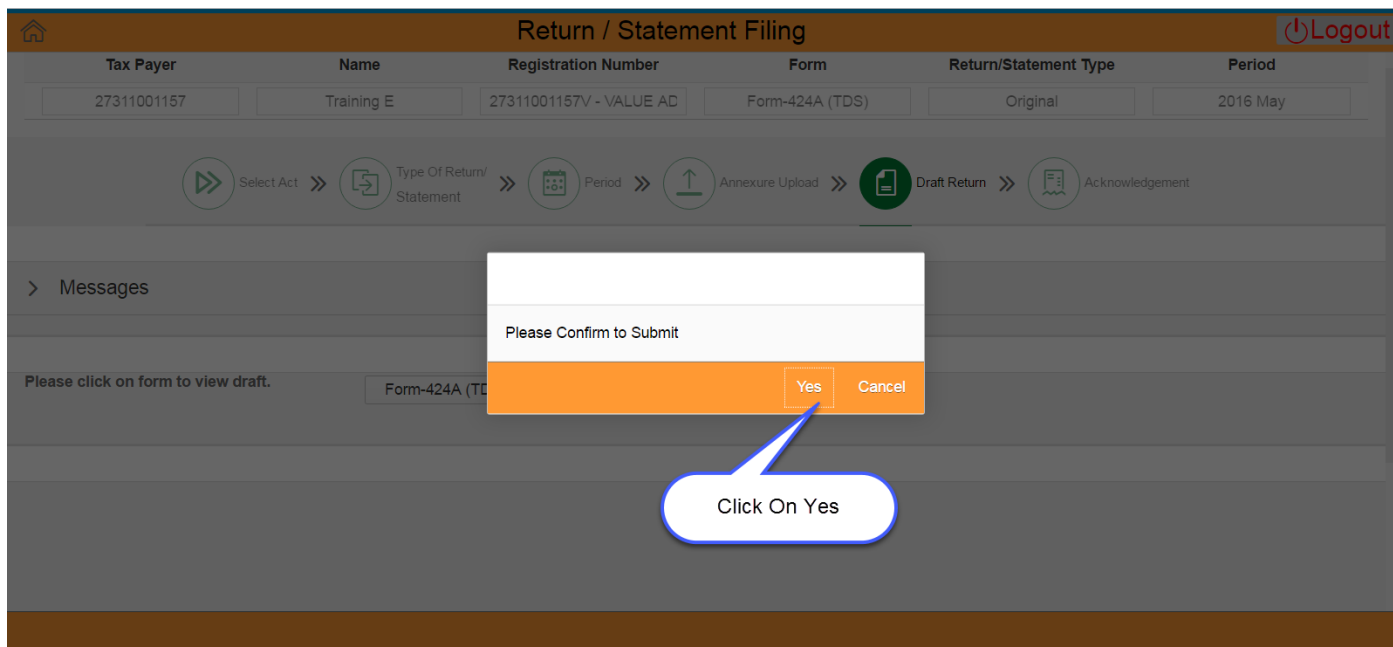 Return / Statement Filing
Logout
Tax Payer Name Registration Number Form Return/Statement Type Period
27311001157 Training E 27311001157V - VALUE AD Form-424A (TDS) Original 2016 May
Select Act
Type Of Return/
Statement
Period
Annexure Upload
Draft Return
Acknowledgement
Messages
Please Confirm to Submit
Please click on form to view draft.
Form-424A (TD
Yes Cancel
Click On Yes